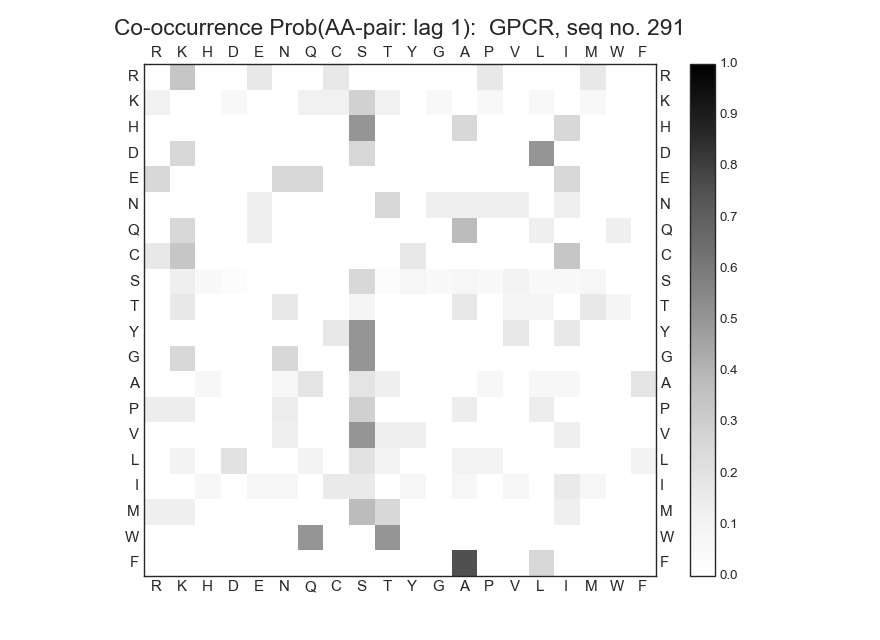 Co-occurrence Prob(AA-pair: lag 1):  GPCR, seq no. 291
R K H D E N Q C S T Y G A P V L I M W F
R R 1.0
K K 0.9
H H
D D 0.8
E E
N N 0.7
Q Q
C C 0.6
S S
T T 0.5
Y Y
G G 0.4
A A
P P 0.3
V V
L L 0.2
I I
M M 0.1
W W
F F 0.0
R K H D E N Q C S T Y G A P V L I M W F